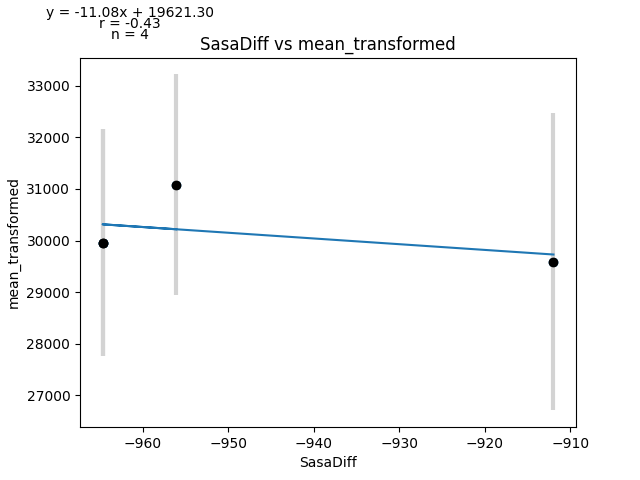 y = -11.08x + 19621.30
r = -0.43
n = 4
SasaDiff vs mean_transformed
33000
32000
31000
30000
29000
28000
27000
mean_transformed
−960
−950
−940
−930
−920
−910
SasaDiff